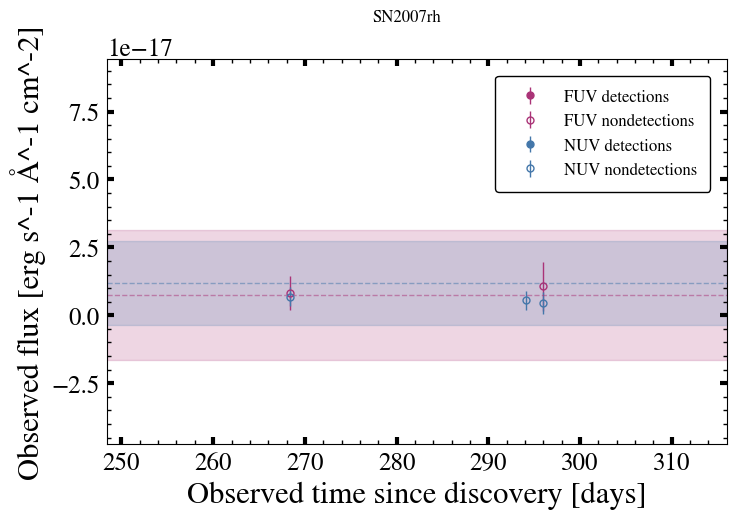 SN2007rh
1e−17
Observed flux [erg s^-1 Å^-1 cm^-2]
7.5
5.0
2.5
0.0
−2.5
FUV detections
FUV nondetections
NUV detections
NUV nondetections
250 260 270 280 290 300 310
Observed time since discovery [days]